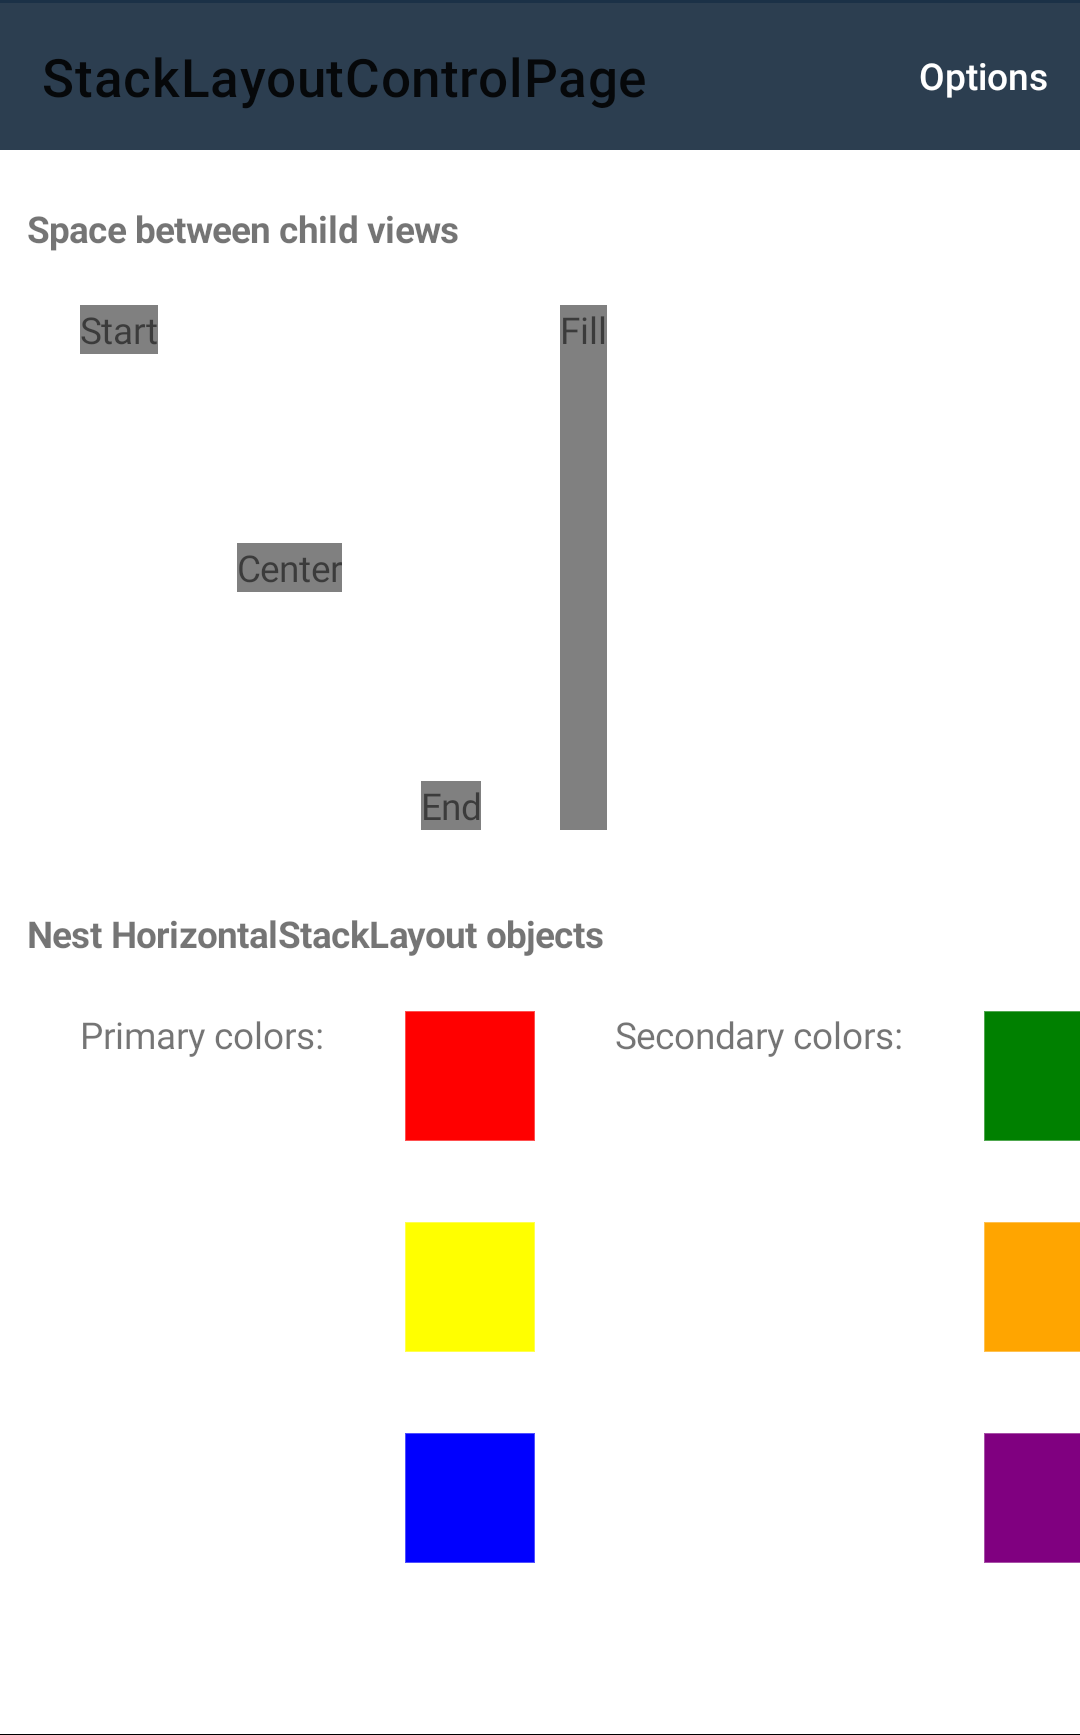 StackLayoutControlPage Options
Space between child views
Start Fill
Center
End
Nest HorizontalStackLayout objects
Primary colors: Secondary colors: